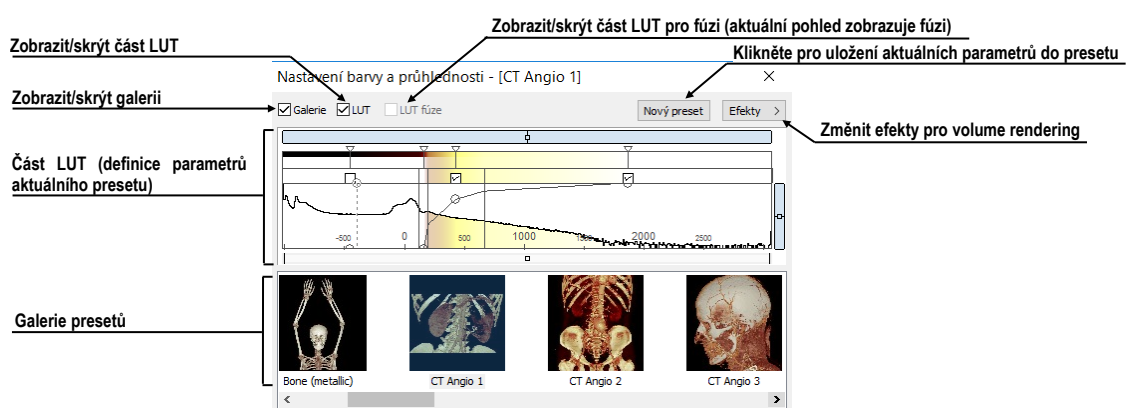 Zobrazit/skrýt část LUT pro fúzi (aktuální pohled zobrazuje fúzi)
Zobrazit/skrýt část LUT
Klikněte pro uložení aktuálních parametrů do presetu
Nastavení barvy a průhlednosti - [CT Angio 1]
Zobrazit/skrýt galerii
Galerie LUT LUT fúze Nový preset Efekty >
Změnit efekty pro volume rendering
Část LUT (definice parametrů
aktuálního presetu)
-500 0 500 1000 1500 2000 2500
Galerie presetů
Bone (metallic) CT Angio 1 CT Angio 2 CT Angio 3